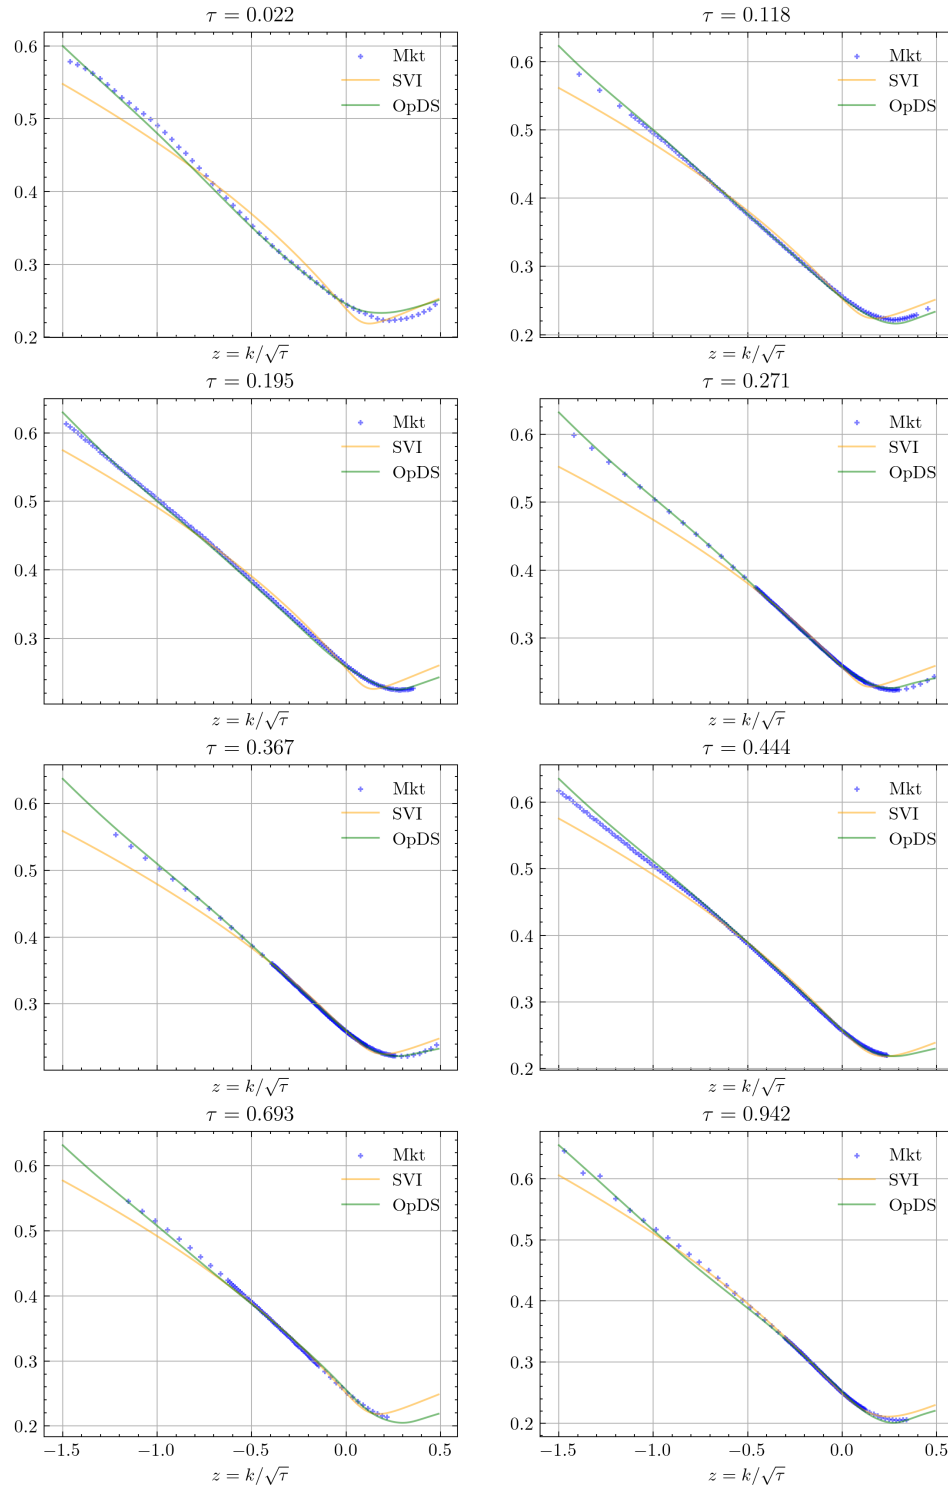 τ = 0.022
0.6
0.5
0.4
0.3
0.2
Mkt
SVI
OpDS
z = k/√τ
τ = 0.118
0.6
0.5
0.4
0.3
0.2
Mkt
SVI
OpDS
z = k/√τ
τ = 0.195
0.6
0.5
0.4
0.3
Mkt
SVI
OpDS
z = k/√τ
τ = 0.271
0.6
0.5
0.4
0.3
Mkt
SVI
OpDS
z = k/√τ
τ = 0.367
0.6
0.5
0.4
0.3
Mkt
SVI
OpDS
z = k/√τ
τ = 0.444
0.6
0.5
0.4
0.3
0.2
Mkt
SVI
OpDS
z = k/√τ
τ = 0.693
0.6
0.5
0.4
0.3
0.2
Mkt
SVI
OpDS
−1.5 −1.0 −0.5 0.0 0.5
z = k/√τ
τ = 0.942
0.6
0.5
0.4
0.3
0.2
Mkt
SVI
OpDS
−1.5 −1.0 −0.5 0.0 0.5
z = k/√τ